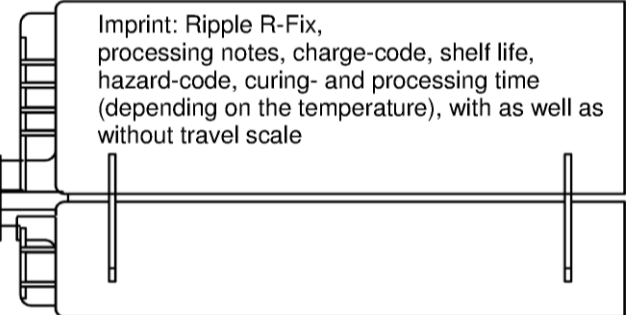 Imprint: Ripple R-Fix,
processing notes, charge-code, shelf life,
hazard-code, curing- and processing time
(depending on the temperature), with as well as
without travel scale